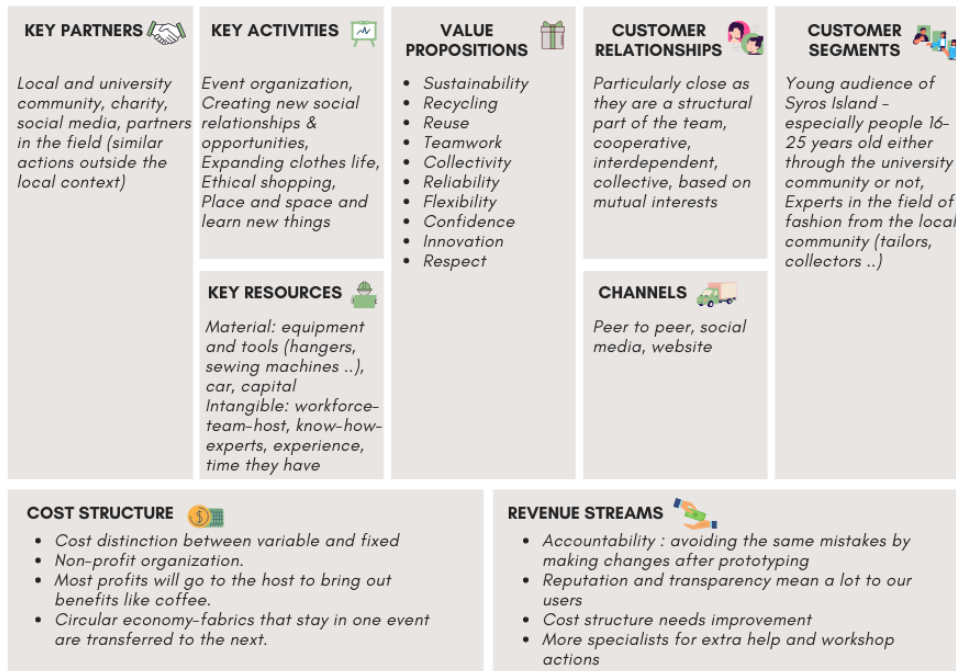 KEY PARTNERS
Local and university
community, charity,
social media, partners
in the field (similar
actions outside the
local context)
KEY ACTIVITIES
Event organization,
Creating new social
relationships &
opportunities,
Expanding clothes life,
Ethical shopping,
Place and space and
learn new things
KEY RESOURCES
Material: equipment
and tools (hangers,
sewing machines ..),
car, capital
Intangible: workforce-
team-host, know-how-
experts, experience,
time they have
VALUE
PROPOSITIONS
• Sustainability
• Recycling
• Reuse
• Teamwork
• Collectivity
• Reliability
• Flexibility
• Confidence
• Innovation
• Respect
CUSTOMER
RELATIONSHIPS
Particularly close as
they are a structural
part of the team,
cooperative,
interdependent,
collective, based on
mutual interests
CHANNELS
Peer to peer, social
media, website
CUSTOMER
SEGMENTS
Young audience of
Syros Island -
especially people 16-
25 years old either
through the university
community or not,
Experts in the field of
fashion from the local
community (tailors,
collectors ..)
COST STRUCTURE
• Cost distinction between variable and fixed
• Non-profit organization.
• Most profits will go to the host to bring out
benefits like coffee.
• Circular economy-fabrics that stay in one event
are transferred to the next.
REVENUE STREAMS
• Accountability : avoiding the same mistakes by
making changes after prototyping
• Reputation and transparency mean a lot to our
users
• Cost structure needs improvement
• More specialists for extra help and workshop
actions